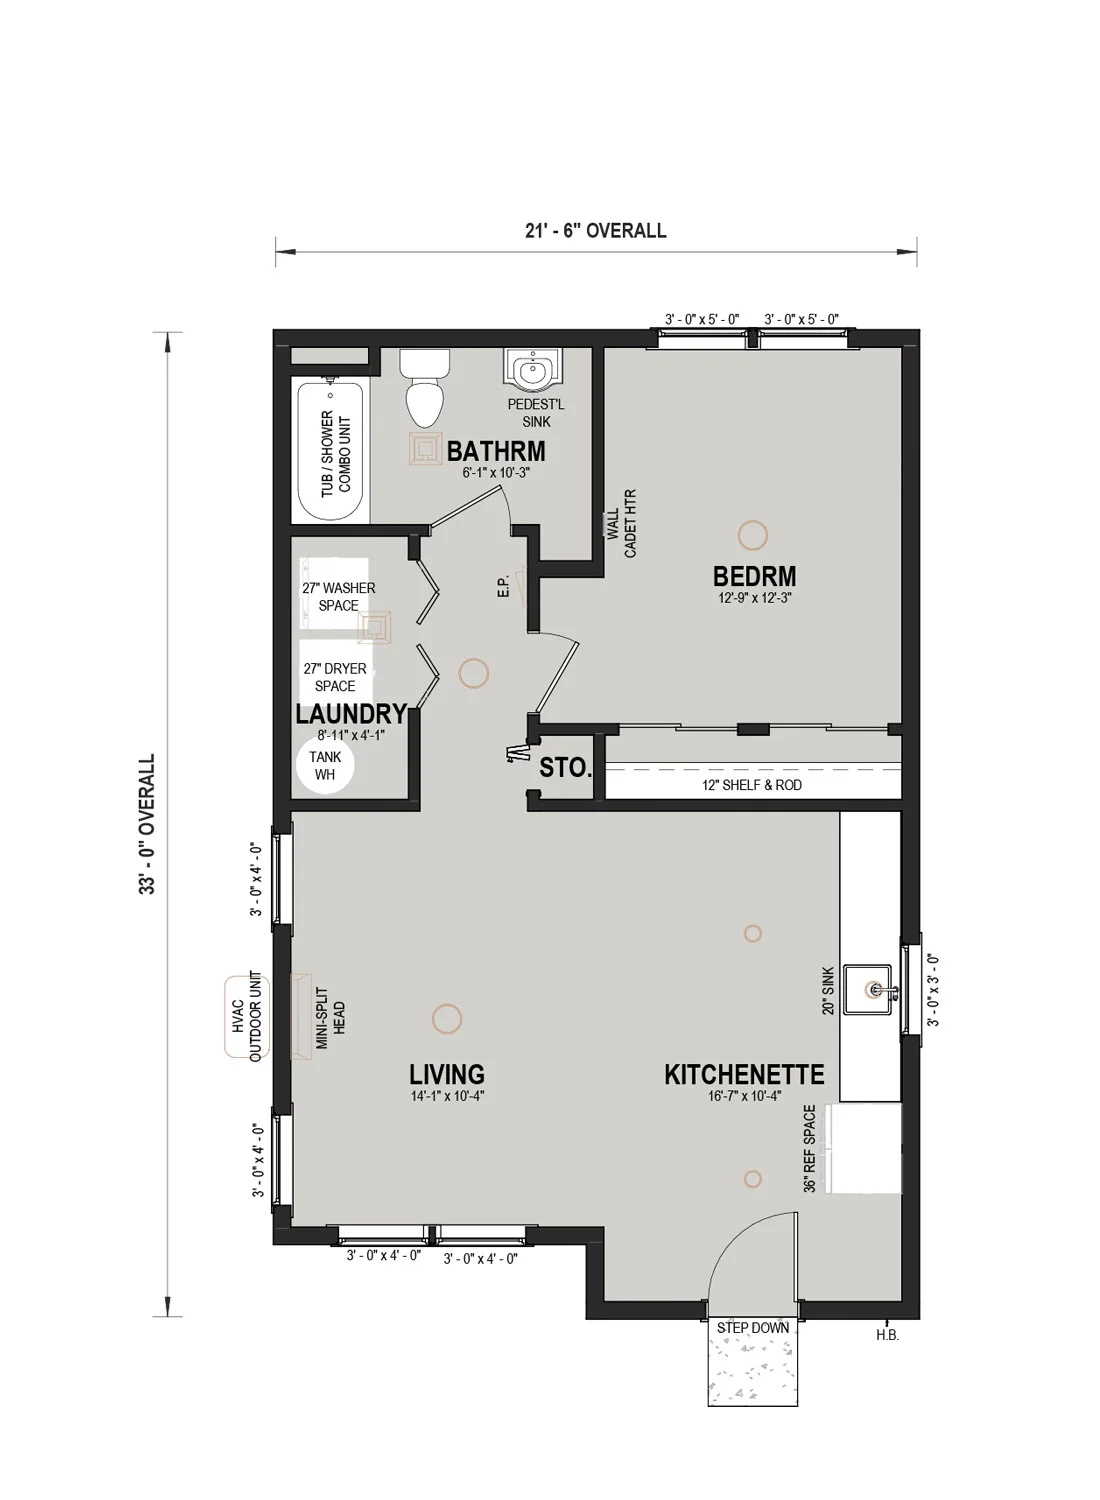 21' - 6" OVERALL
33' - 0" OVERALL
3' - 0" x 5' - 0"
3' - 0" x 5' - 0"
TUB / SHOWER
COMBO UNIT
PEDEST'L
SINK
BATHRM
6'-1" x 10'-3"
WALL
CADET HTR
BEDRM
12'-9" x 12'-3"
E.P.
27" WASHER
SPACE
27" DRYER
SPACE
LAUNDRY
8'-11" x 4'-1"
TANK
WH
STO.
12" SHELF & ROD
3' - 0" x 4' - 0"
HVAC
OUTDOOR UNIT
MINI-SPLIT
HEAD
20" SINK
3' - 0" x 3' - 0"
LIVING
14'-1" x 10'-4"
KITCHENETTE
16'-7" x 10'-4"
36" REF SPACE
3' - 0" x 4' - 0"
3' - 0" x 4' - 0"
3' - 0" x 4' - 0"
STEP DOWN
H.B.